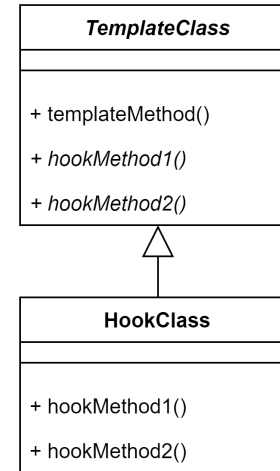 TemplateClass
+ templateMethod()
+ hookMethod1()
+ hookMethod2()
HookClass
+ hookMethod1()
+ hookMethod2()